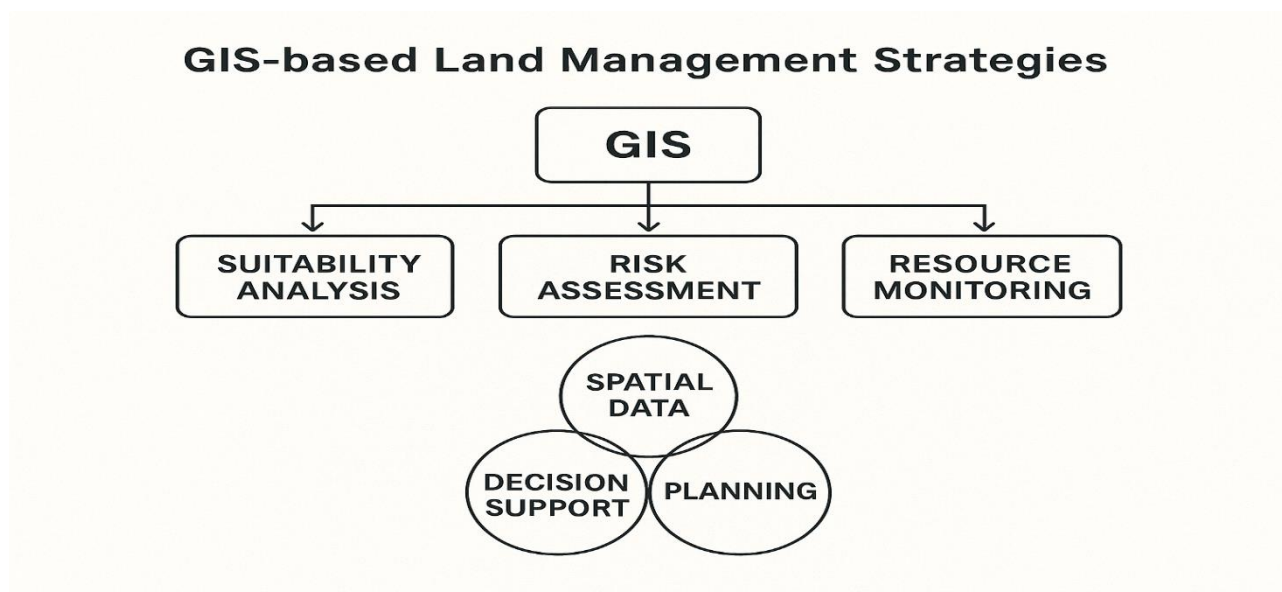 GIS-based Land Management Strategies
GIS
SUITABILITY
ANALYSIS
RISK
ASSESSMENT
RESOURCE
MONITORING
SPATIAL
DATA
DECISION
SUPPORT
PLANNING